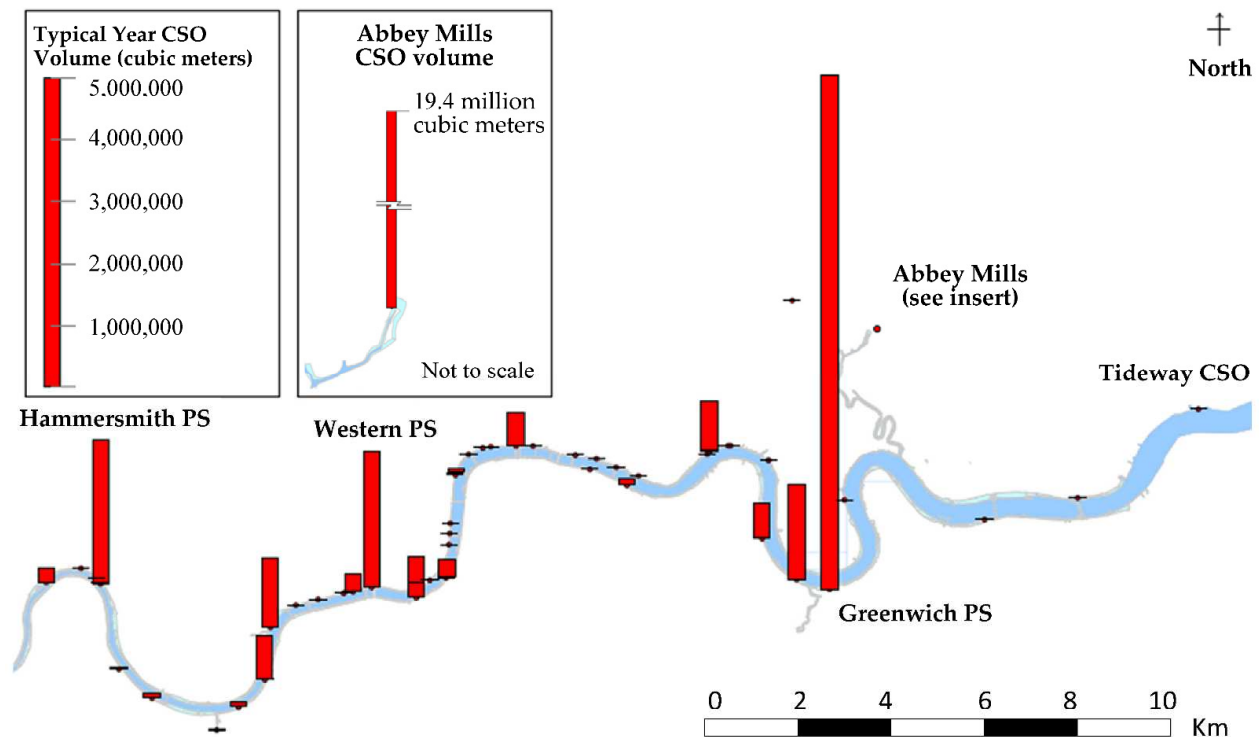 Typical Year CSO
Volume (cubic meters)
5,000,000
4,000,000
3,000,000
2,000,000
1,000,000
Abbey Mills
CSO volume
19.4 million
cubic meters
Not to scale
North
Abbey Mills
(see insert)
Tideway CSO
Hammersmith PS
Western PS
Greenwich PS
0 2 4 6 8 10
Km